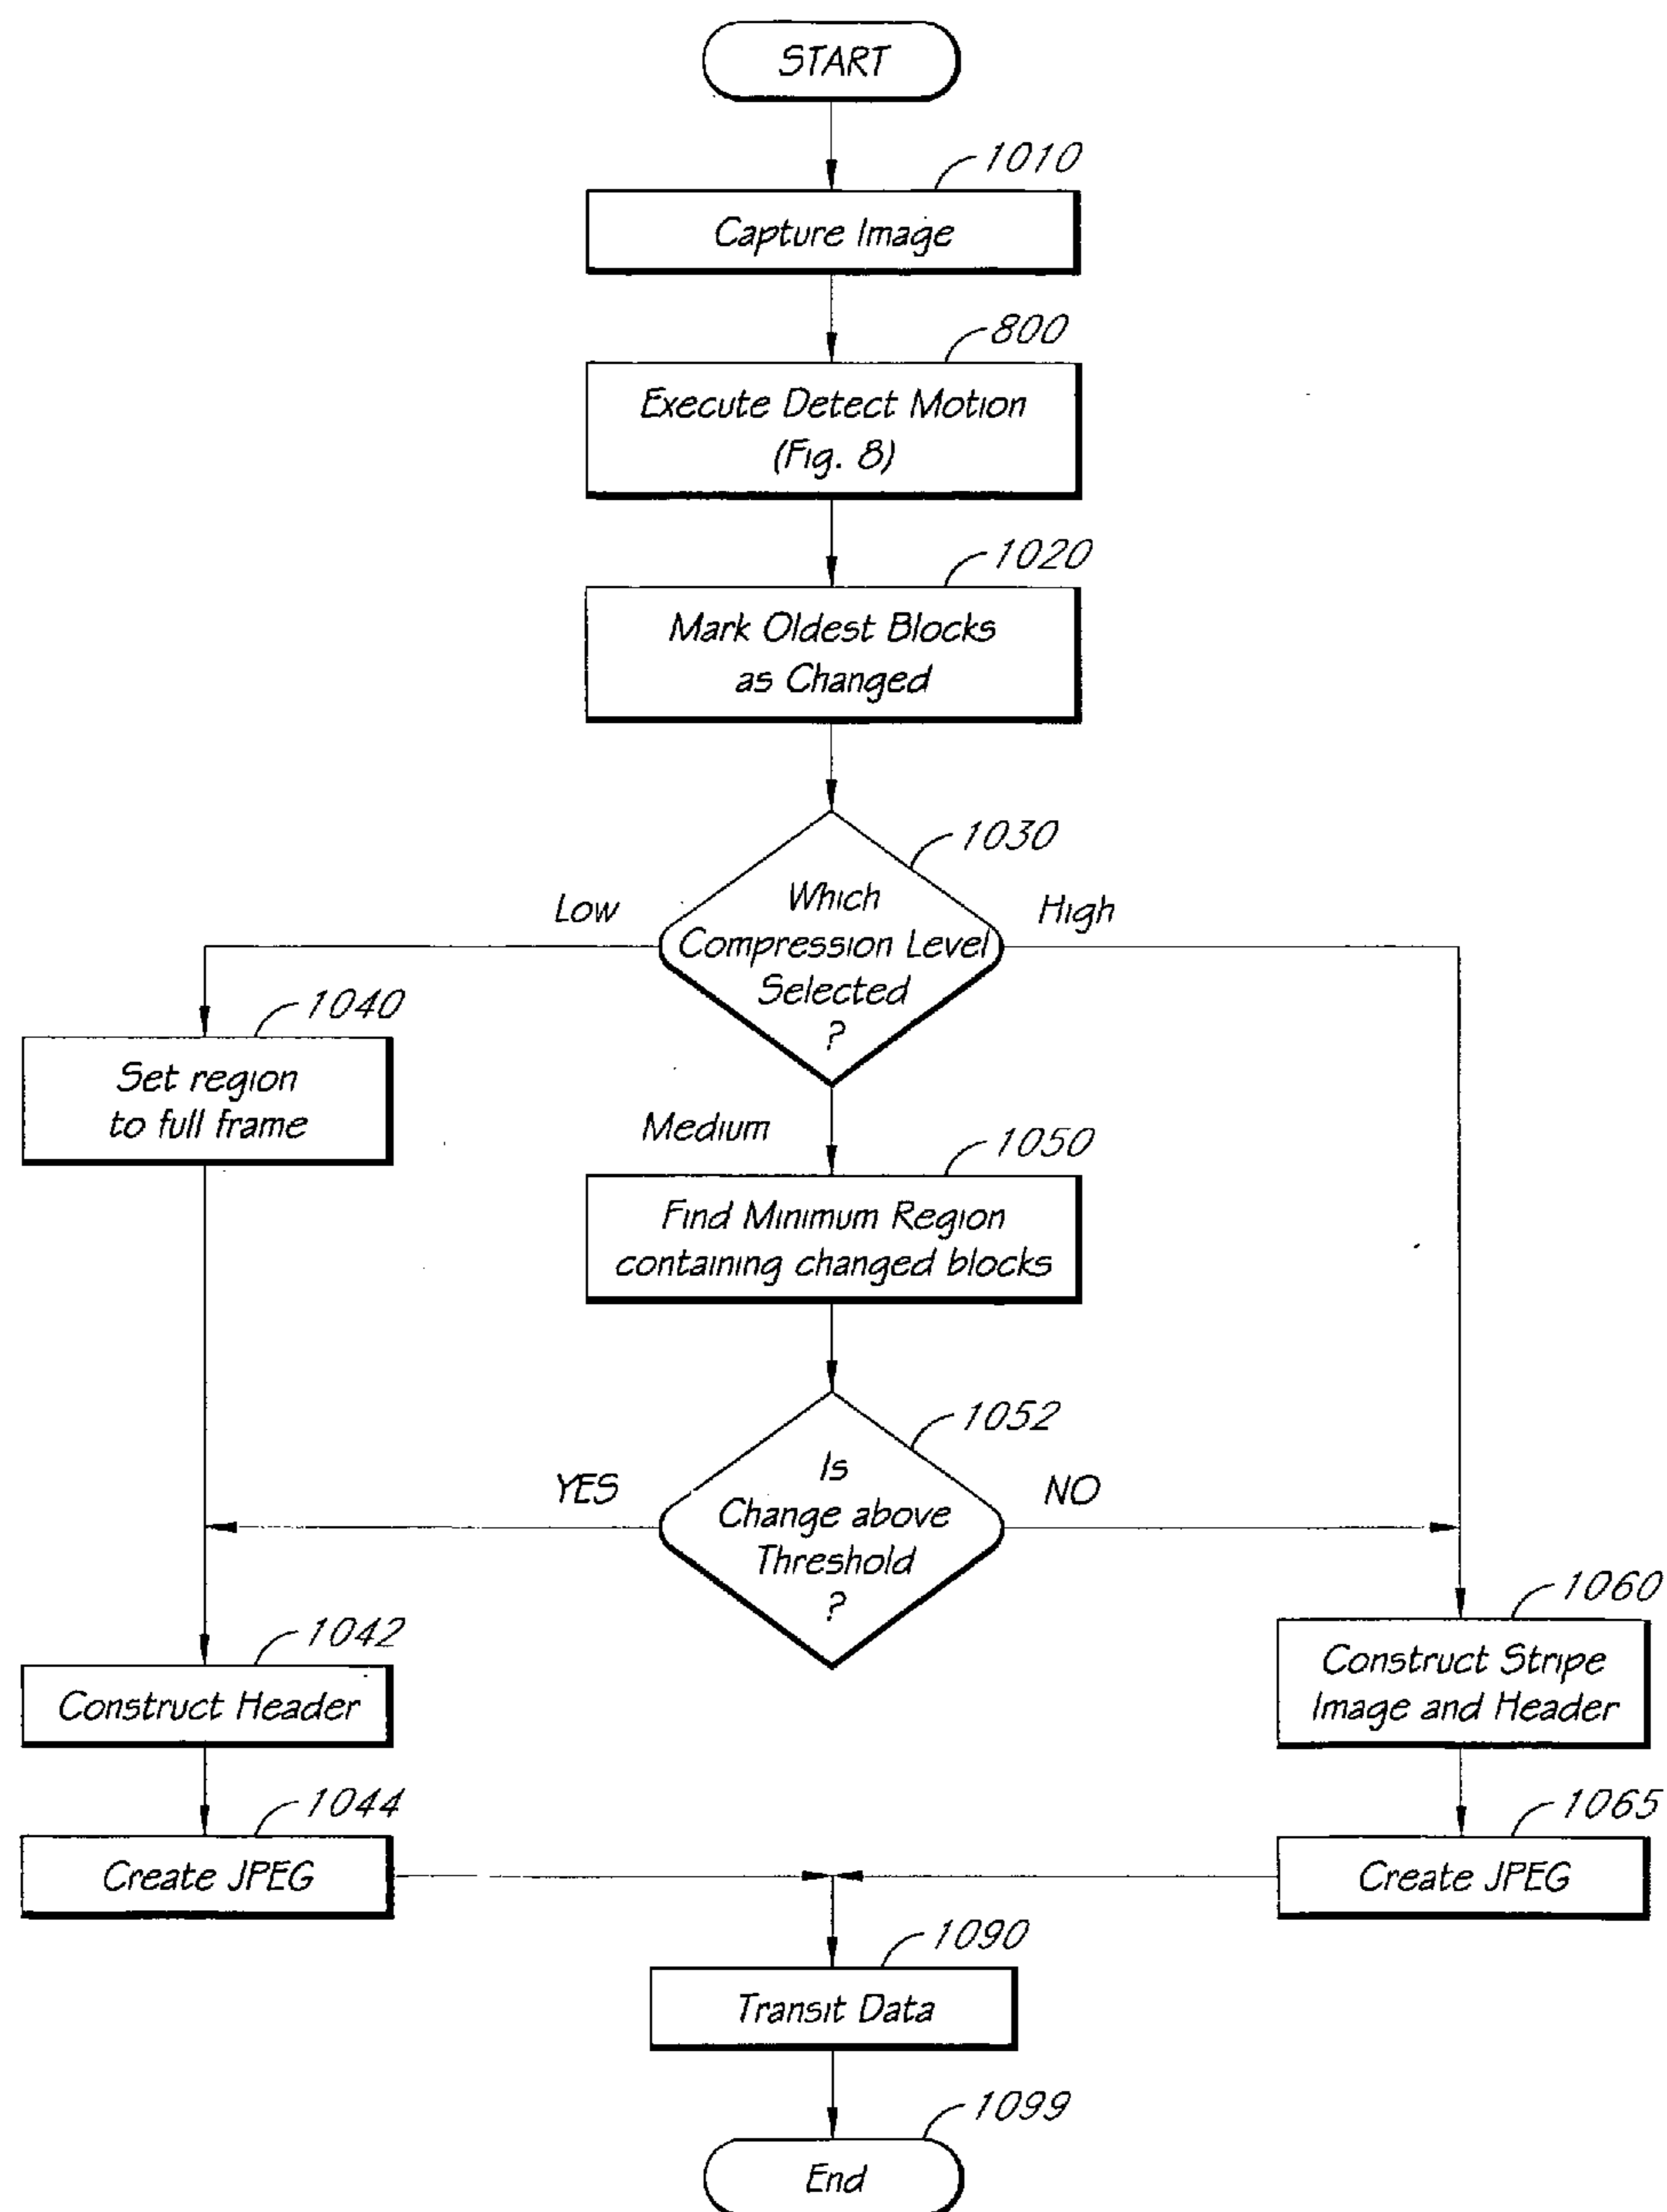 START
1010
Capture Image
800
Execute Detect Motion
(Fig. 8)
1020
Mark Oldest Blocks
as Changed
1030
Low
Which
Compression Level
Selected
?
High
1040
Set region
to full frame
Medium
1050
Find Minimum Region
containing changed blocks
1052
YES
Is
Change above
Threshold
?
NO
1042
Construct Header
1060
Construct Stripe
Image and Header
1044
Create JPEG
1065
Create JPEG
1090
Transit Data
1099
End